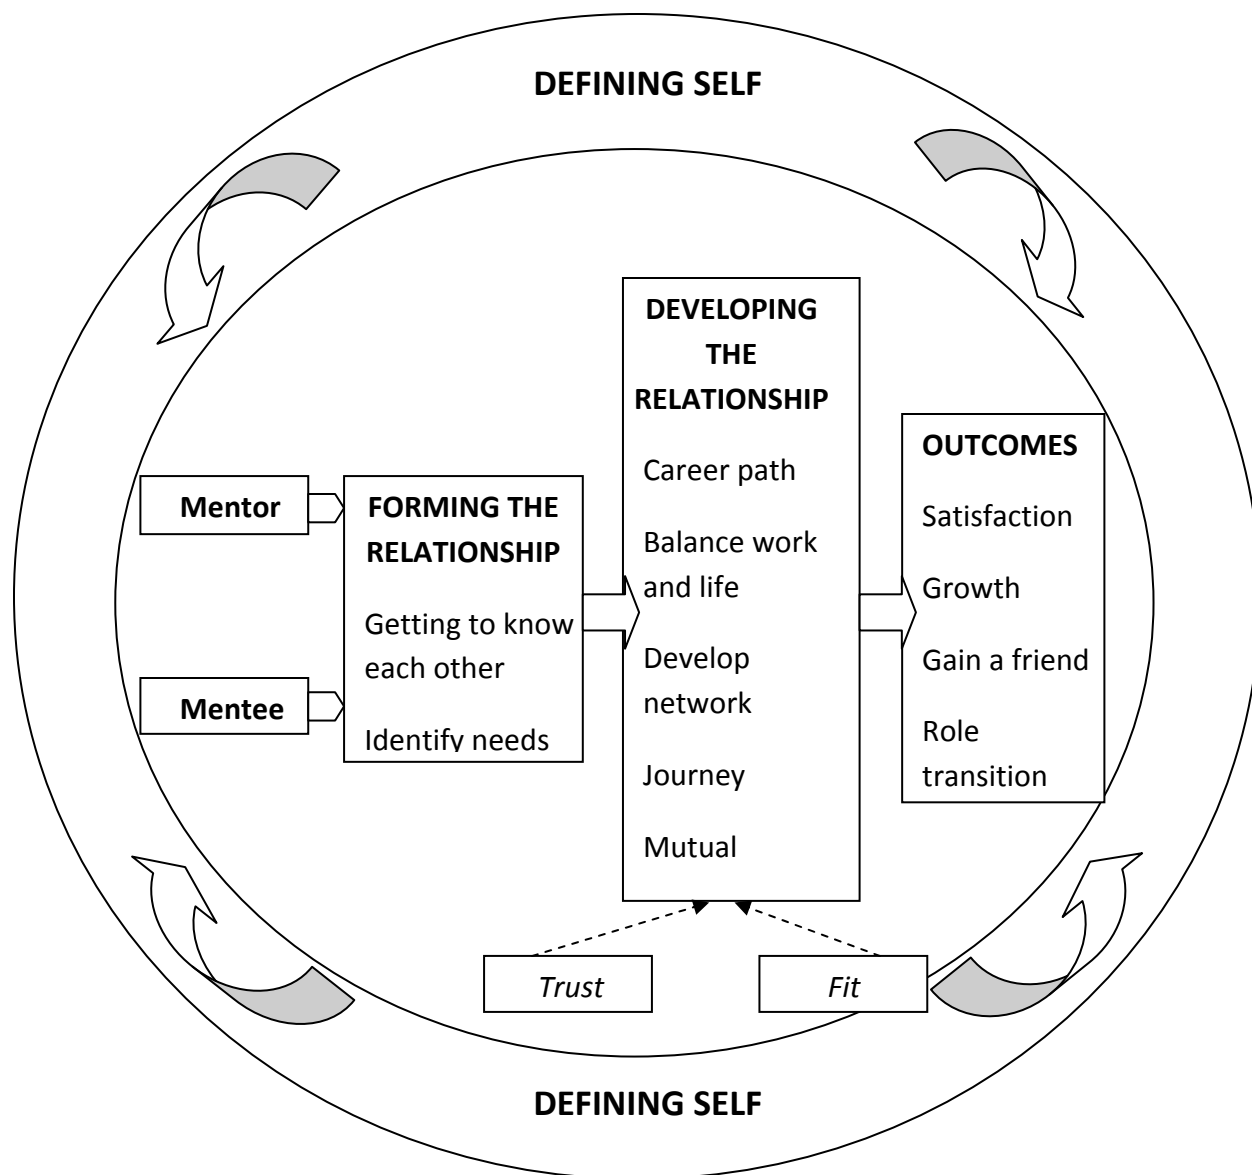 DEFINING SELF
Mentor
Mentee
FORMING THE
RELATIONSHIP
Getting to know
each other
Identify needs
DEVELOPING
THE
RELATIONSHIP
Career path
Balance work
and life
Develop
network
Journey
Mutual
OUTCOMES
Satisfaction
Growth
Gain a friend
Role
transition
Trust
Fit
DEFINING SELF